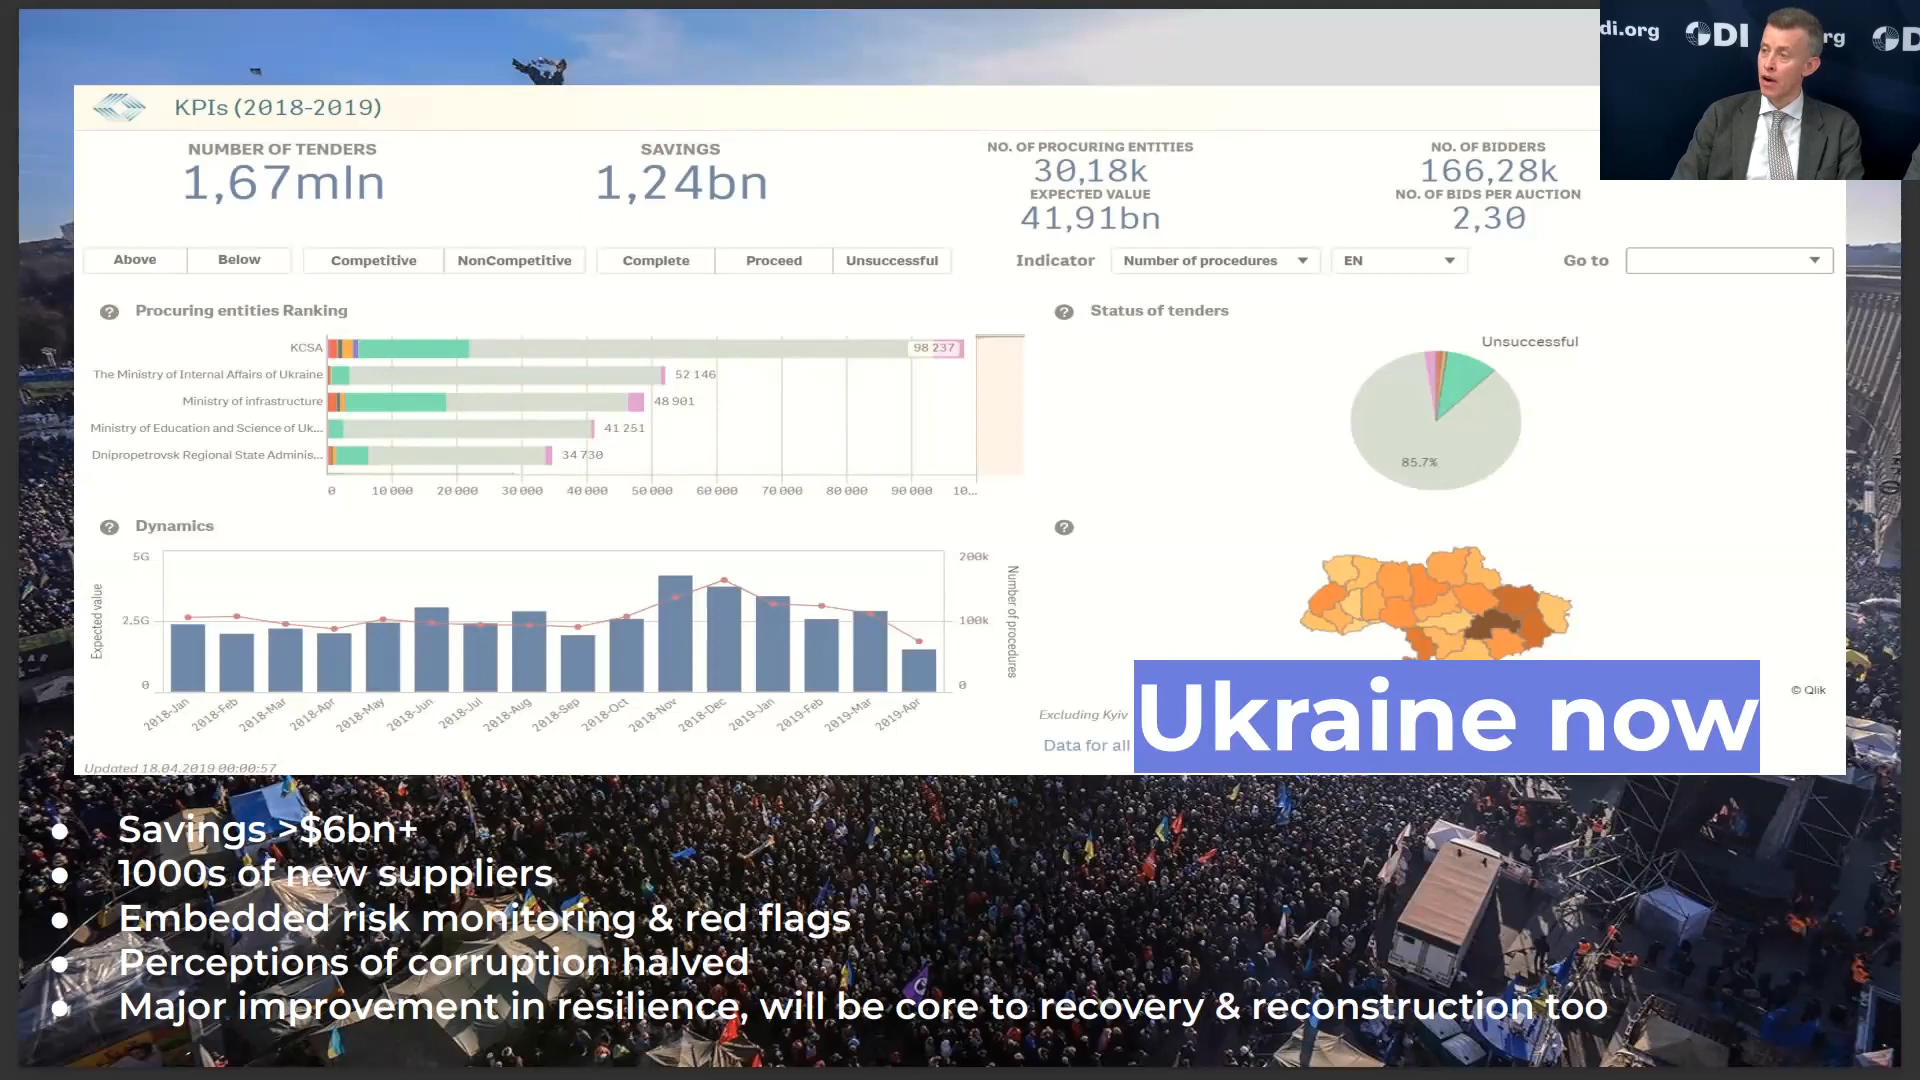 di.org
ODI
rg
KPIs (2018-2019)
NUMBER OF TENDERS
1,67mln
SAVINGS
1,24bn
NO. OF PROCURING ENTITIES
30,18k
EXPECTED VALUE
41,91bn
NO. OF BIDDERS
166,28k
NO. OF BIDS PER AUCTION
2,30
Above Below Competitive NonCompetitive Complete Proceed Unsuccessful
Indicator Number of procedures EN Go to
Procuring entities Ranking
KCSA 98 237
The Ministry of Internal Affairs of Ukraine 52 146
Ministry of infrastructure 48 901
Ministry of Education and Science of Uk... 41 251
Dnipropetrovsk Regional State Adminis... 34 730
0 10 000 20 000 30 000 40 000 50 000 60 000 70 000 80 000 90 000 10...
Status of tenders
Unsuccessful
85.7%
Dynamics
5G
2.5G
0
Expected value
200k
100k
0
Number of procedures
2018-Jan 2018-Feb 2018-Mar 2018-Apr 2018-May 2018-Jun 2018-Jul 2018-Aug 2018-Sep 2018-Oct 2018-Nov 2018-Dec 2019-Jan 2019-Feb 2019-Mar 2019-Apr
Updated 18.04.2019 00:00:57
© Qlik
Excluding Kyiv
Data for all
Ukraine now
● Savings >$6bn+
● 1000s of new suppliers
● Embedded risk monitoring & red flags
● Perceptions of corruption halved
● Major improvement in resilience, will be core to recovery & reconstruction too